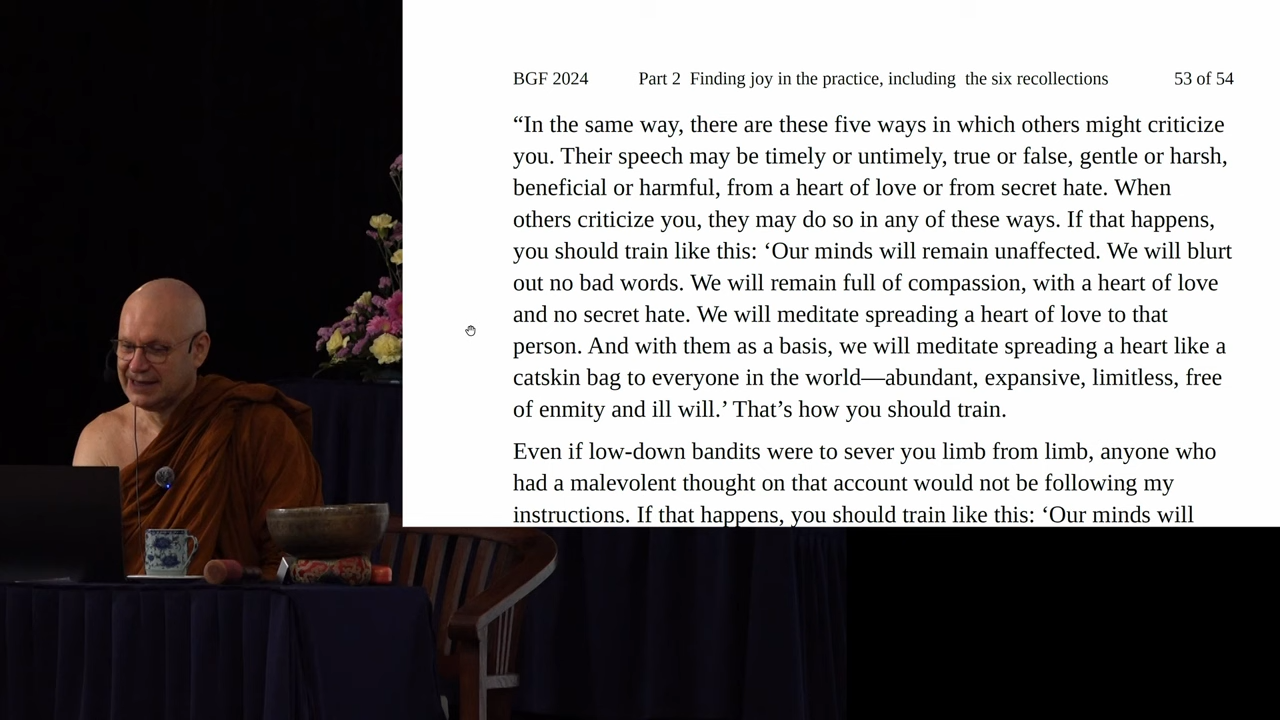 BGF 2024 Part 2 Finding joy in the practice, including the six recollections 53 of 54
“In the same way, there are these five ways in which others might criticize
you. Their speech may be timely or untimely, true or false, gentle or harsh,
beneficial or harmful, from a heart of love or from secret hate. When
others criticize you, they may do so in any of these ways. If that happens,
you should train like this: ‘Our minds will remain unaffected. We will blurt
out no bad words. We will remain full of compassion, with a heart of love
and no secret hate. We will meditate spreading a heart of love to that
person. And with them as a basis, we will meditate spreading a heart like a
catskin bag to everyone in the world—abundant, expansive, limitless, free
of enmity and ill will.’ That’s how you should train.
Even if low-down bandits were to sever you limb from limb, anyone who
had a malevolent thought on that account would not be following my
instructions. If that happens, you should train like this: ‘Our minds will